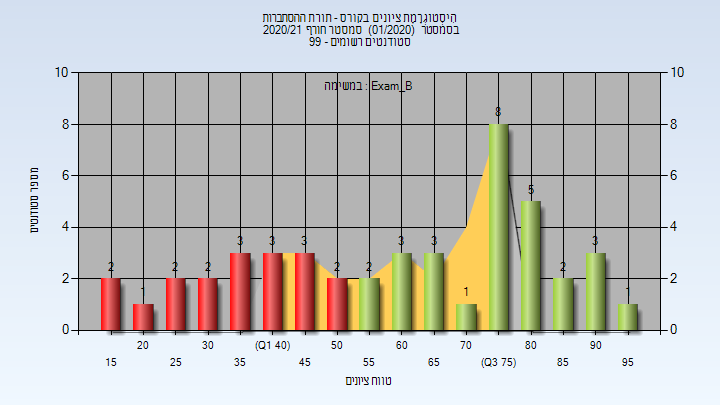 היסטוגרמת ציונים בקורס - תורת ההסתברות
בסמסטר (01/2020) סמסטר חורף 2020/21
סטודנטים רשומים - 99
במשימה : Exam_B
מספר סטודנטים
10
8
6
4
2
0
10
8
6
4
2
0
2 1 2 2 3 3 3 2 2 3 3 1 8 5 2 3 1
20 30 (Q1 40) 50 60 70 80 90
15 25 35 45 55 65 (Q3 75) 85 95
טווח ציונים